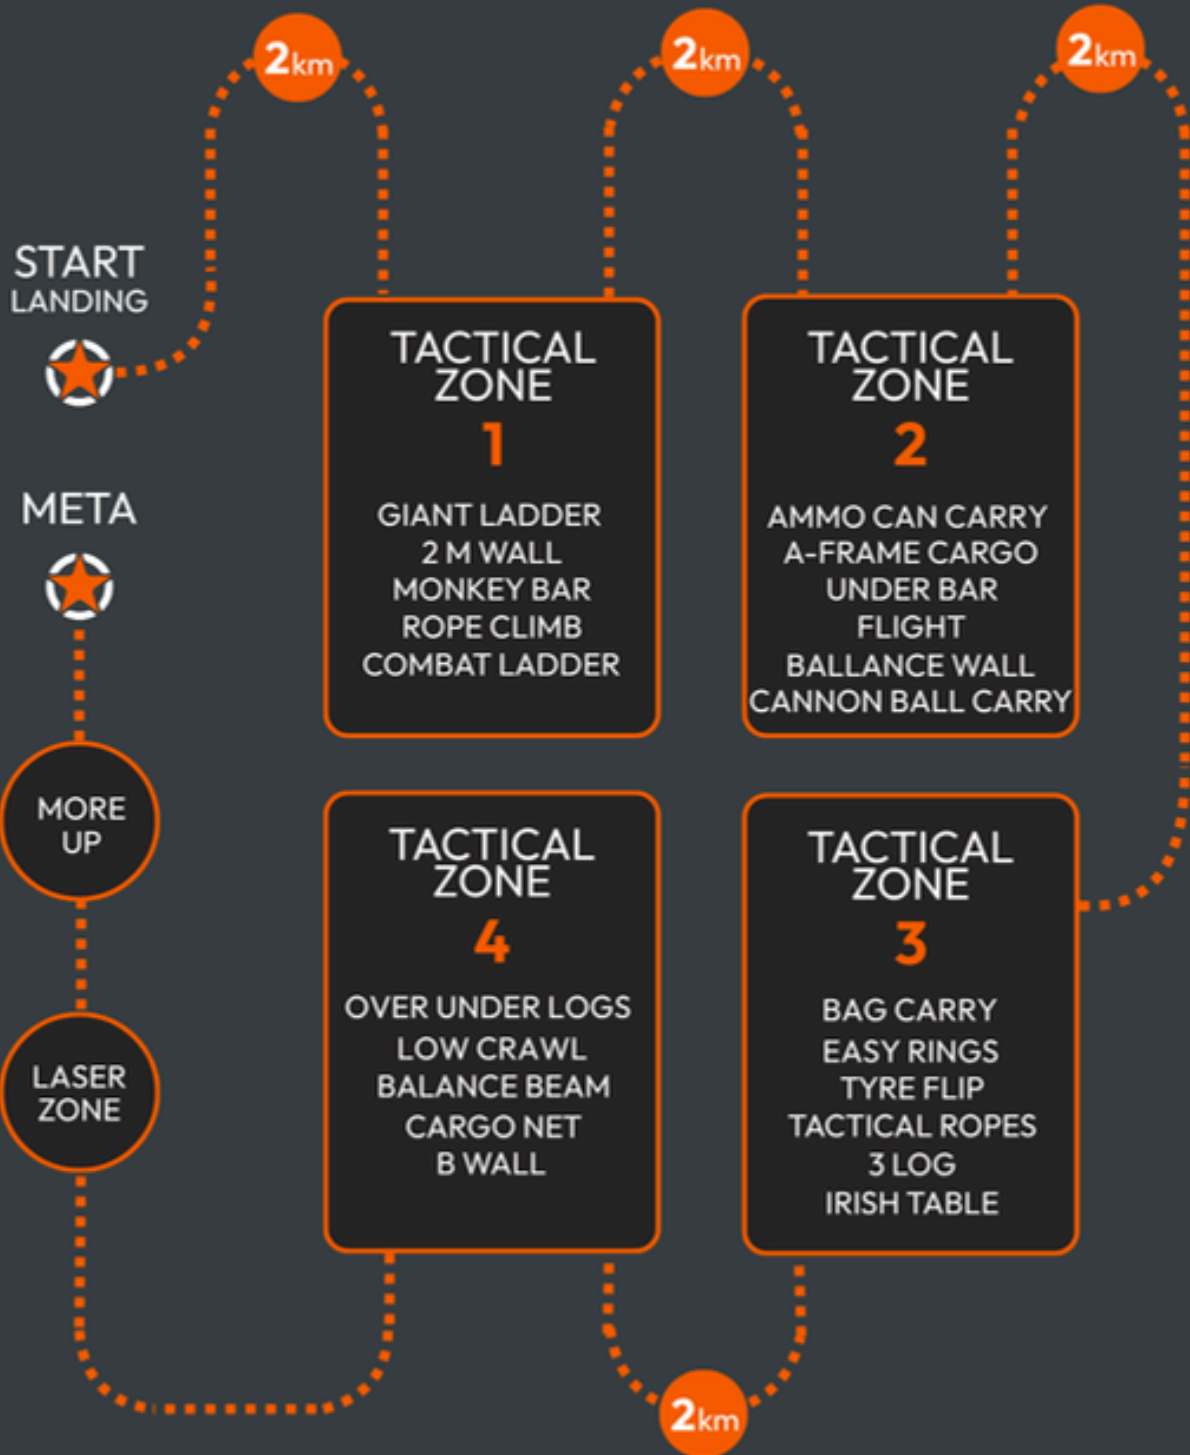 2km
2km
2km
START
LANDING
META
TACTICAL
ZONE
1
GIANT LADDER
2 M WALL
MONKEY BAR
ROPE CLIMB
COMBAT LADDER
TACTICAL
ZONE
2
AMMO CAN CARRY
A-FRAME CARGO
UNDER BAR
FLIGHT
BALLANCE WALL
CANNON BALL CARRY
TACTICAL
ZONE
3
BAG CARRY
EASY RINGS
TYRE FLIP
TACTICAL ROPES
3 LOG
IRISH TABLE
2km
TACTICAL
ZONE
4
OVER UNDER LOGS
LOW CRAWL
BALANCE BEAM
CARGO NET
B WALL
LASER
ZONE
MORE
UP